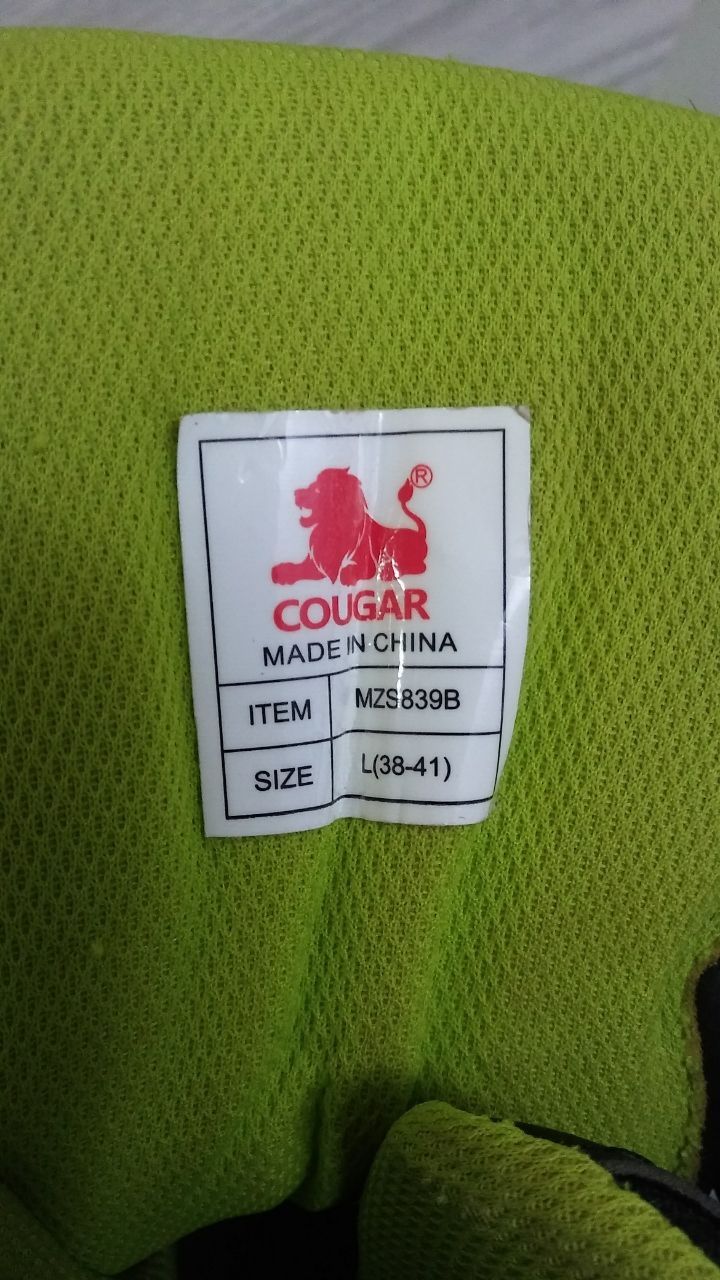 ®
COUGAR
MADE IN CHINA
ITEM MZS839B
SIZE L(38-41)